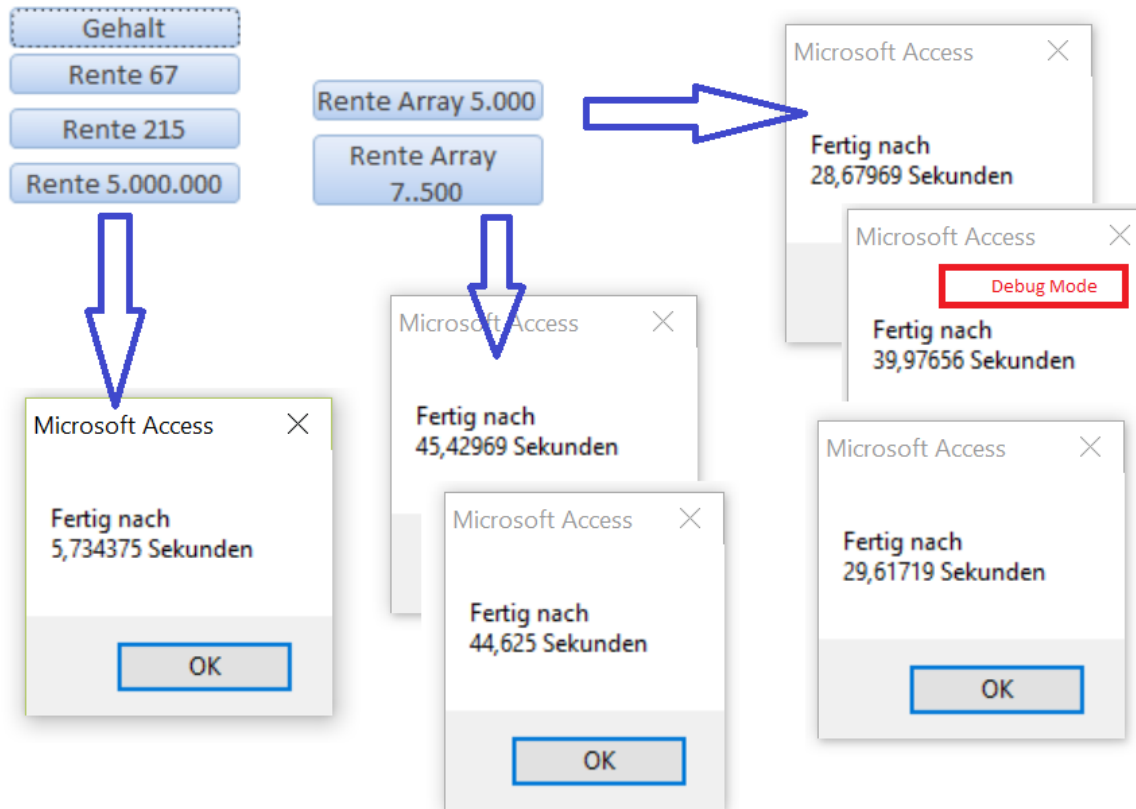 Gehalt
Rente 67
Rente 215
Rente 5.000.000
Rente Array 5.000
Rente Array
7..500
Microsoft Access
Fertig nach
28,67969 Sekunden
Microsoft Access
Debug Mode
Fertig nach
39,97656 Sekunden
Microsoft Access
Fertig nach
45,42969 Sekunden
Microsoft Access
Fertig nach
5,734375 Sekunden
OK
Microsoft Access
Fertig nach
44,625 Sekunden
OK
Microsoft Access
Fertig nach
29,61719 Sekunden
OK